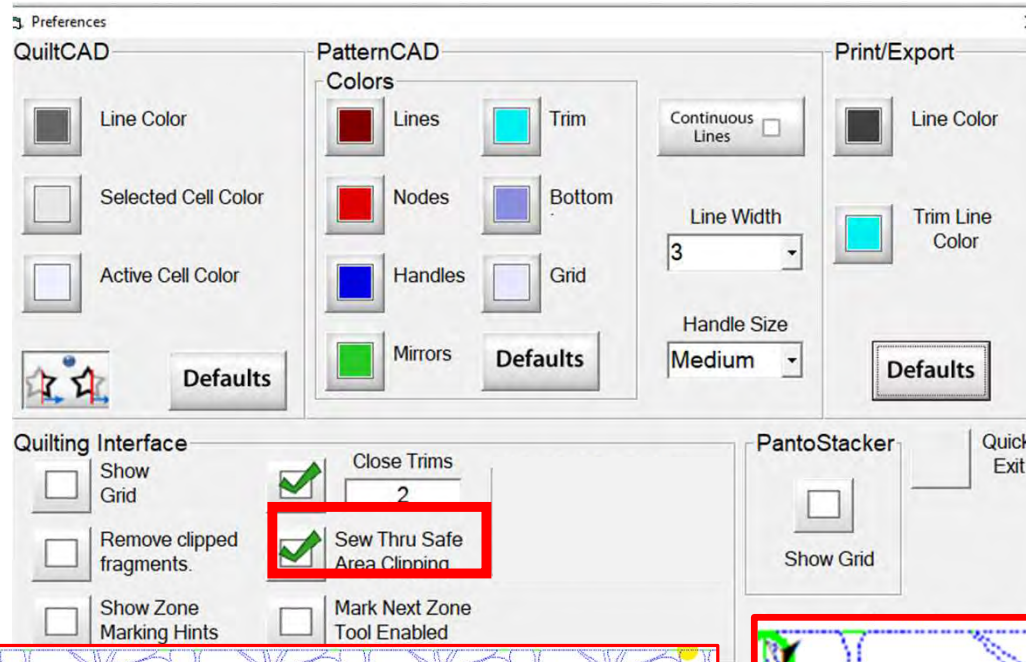 Preferences
QuiltCAD
PatternCAD
Print/Export
Colors
Line Color
Lines
Trim
Continuous
Lines
Line Color
Selected Cell Color
Nodes
Bottom
Line Width
3
Trim Line
Color
Active Cell Color
Handles
Grid
Handle Size
Medium
Defaults
Mirrors
Defaults
Defaults
Quilting Interface
Show
Grid
Close Trims
2
PantoStacker
Show Grid
Quick
Exit
Remove clipped
fragments.
Sew Thru Safe
Area Clipping
Show Zone
Marking Hints
Mark Next Zone
Tool Enabled